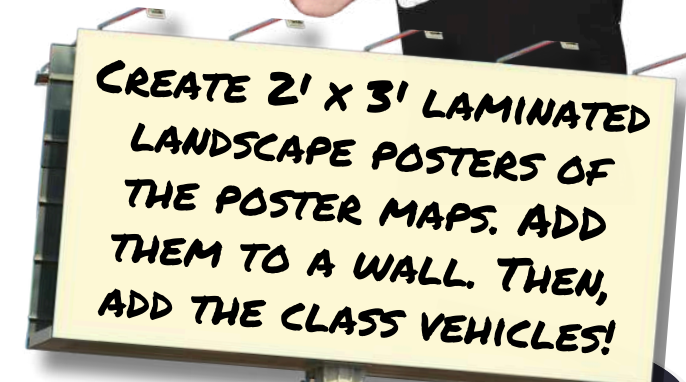 Create 2' x 3' laminated
landscape posters of
the poster maps. Add
them to a wall. Then,
add the class vehicles!